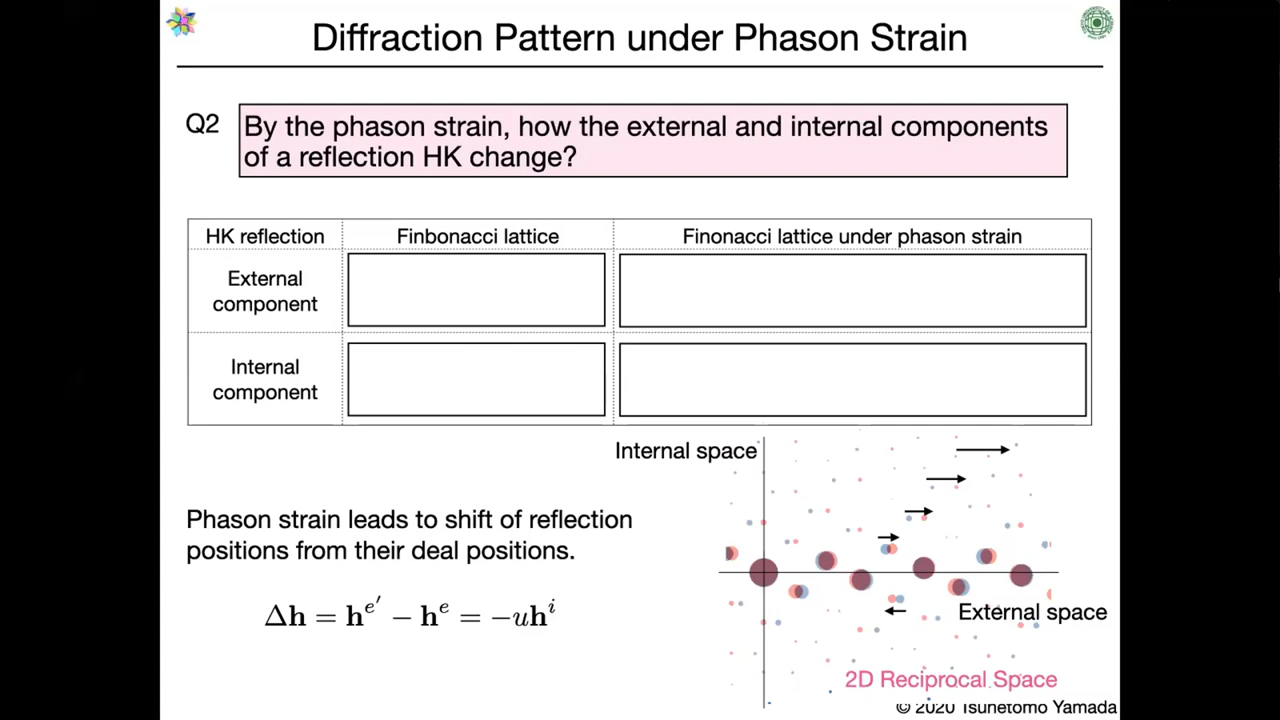 Diffraction Pattern under Phason Strain
Q2
By the phason strain, how the external and internal components
of a reflection HK change?
HK reflection
Finbonacci lattice
Finonacci lattice under phason strain
External
component
Internal
component
Internal space
Phason strain leads to shift of reflection
positions from their deal positions.
Δh = h^{e'} − h^{e} = −uh^{i}
External space
2D Reciprocal Space
© 2020 Tsunetomo Yamada